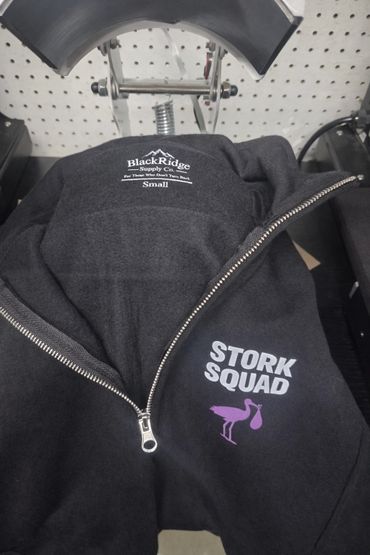 BlackRidge
Supply Co.
For Those Who Don't Turn Back
Small
STORK
SQUAD